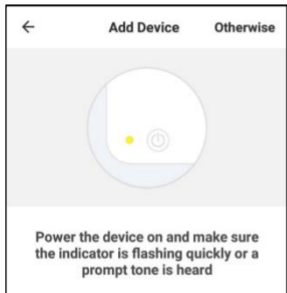 Add Device Otherwise
Power the device on and make sure
the indicator is flashing quickly or a
prompt tone is heard